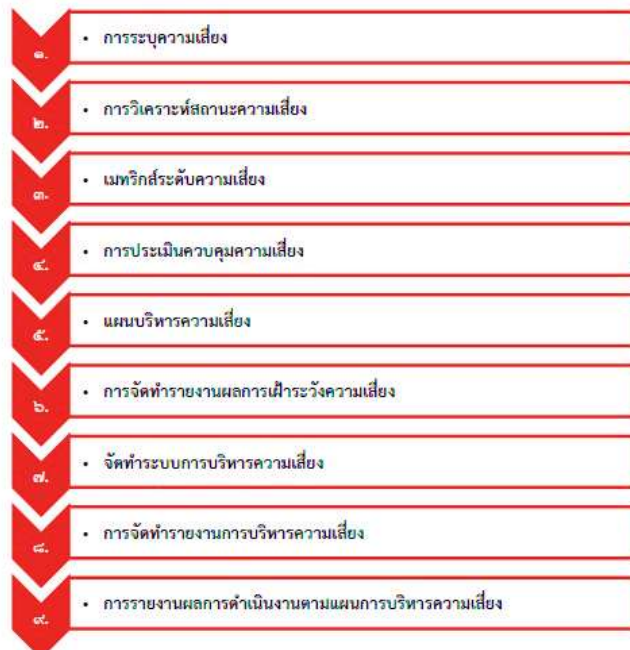 ๑. • การระบุความเสี่ยง
๒. • การวิเคราะห์สถานะความเสี่ยง
๓. • เมทริกส์ระดับความเสี่ยง
๔. • การประเมินควบคุมความเสี่ยง
๕. • แผนบริหารความเสี่ยง
๖. • การจัดทำรายงานผลการเฝ้าระวังความเสี่ยง
๗. • จัดทำระบบการบริหารความเสี่ยง
๘. • การจัดทำรายงานการบริหารความเสี่ยง
๙. • การรายงานผลการดำเนินงานตามแผนการบริหารความเสี่ยง